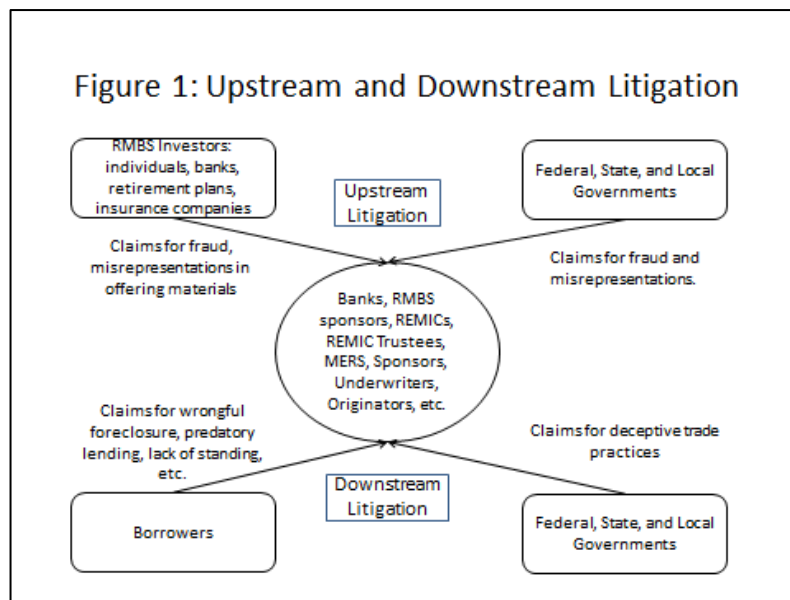 Figure 1: Upstream and Downstream Litigation
RMBS Investors:
individuals, banks,
retirement plans,
insurance companies
Upstream
Litigation
Federal, State, and Local
Governments
Claims for fraud,
misrepresentations in
offering materials
Claims for fraud and
misrepresentations.
Banks, RMBS
sponsors, REMICs,
REMIC Trustees,
MERS, Sponsors,
Underwriters,
Originators, etc.
Claims for wrongful
foreclosure, predatory
lending, lack of standing,
etc.
Claims for deceptive trade
practices
Borrowers
Downstream
Litigation
Federal, State, and Local
Governments